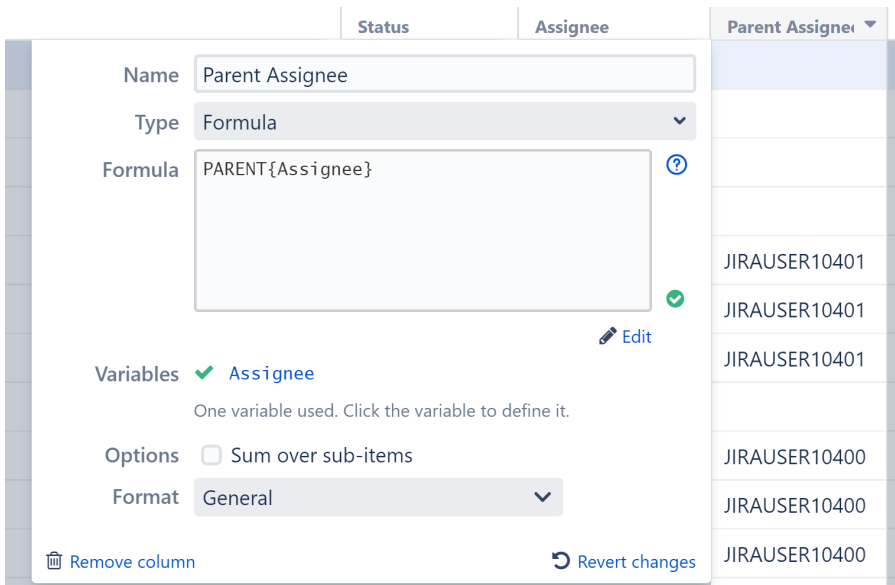 Status Assignee Parent Assignee
Name Parent Assignee
Type Formula
Formula PARENT{Assignee}
Edit
Variables Assignee
One variable used. Click the variable to define it.
Options Sum over sub-items
Format General
Remove column Revert changes
JIRAUSER10401
JIRAUSER10401
JIRAUSER10401
JIRAUSER10400
JIRAUSER10400
JIRAUSER10400